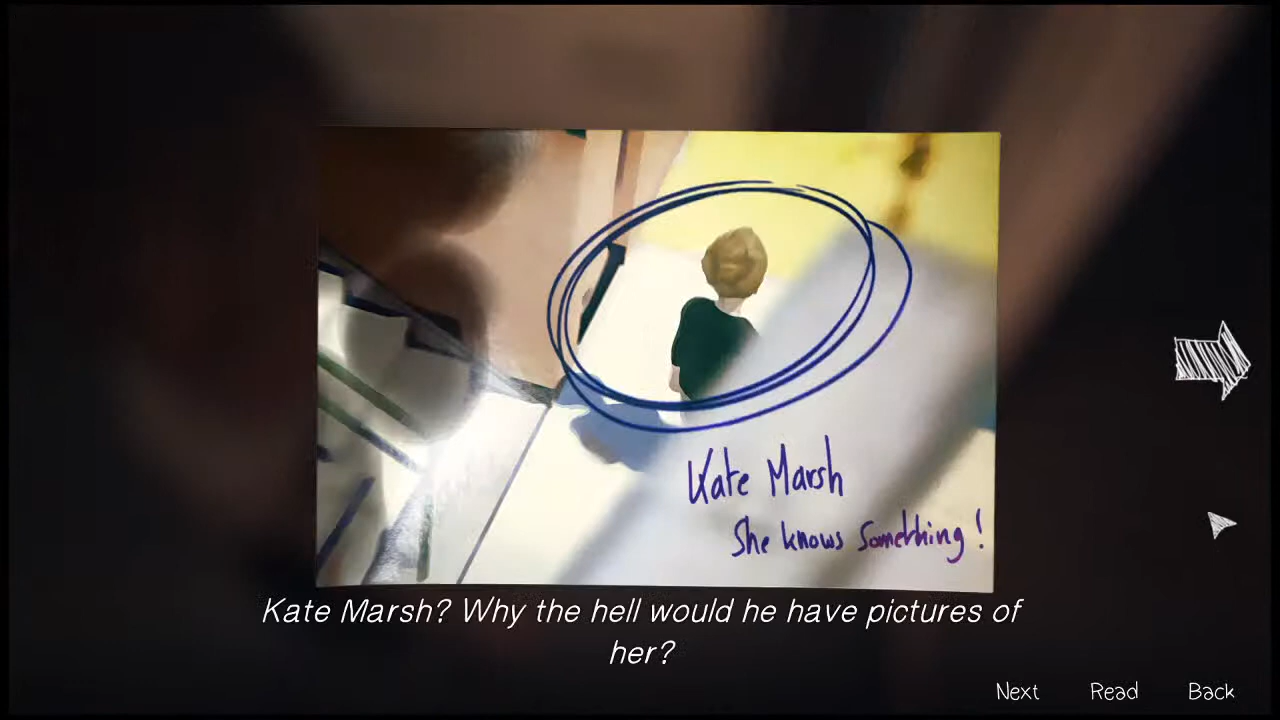 Kate Marsh
She knows Something!
Kate Marsh? Why the hell would he have pictures of
her?
Next Read Back